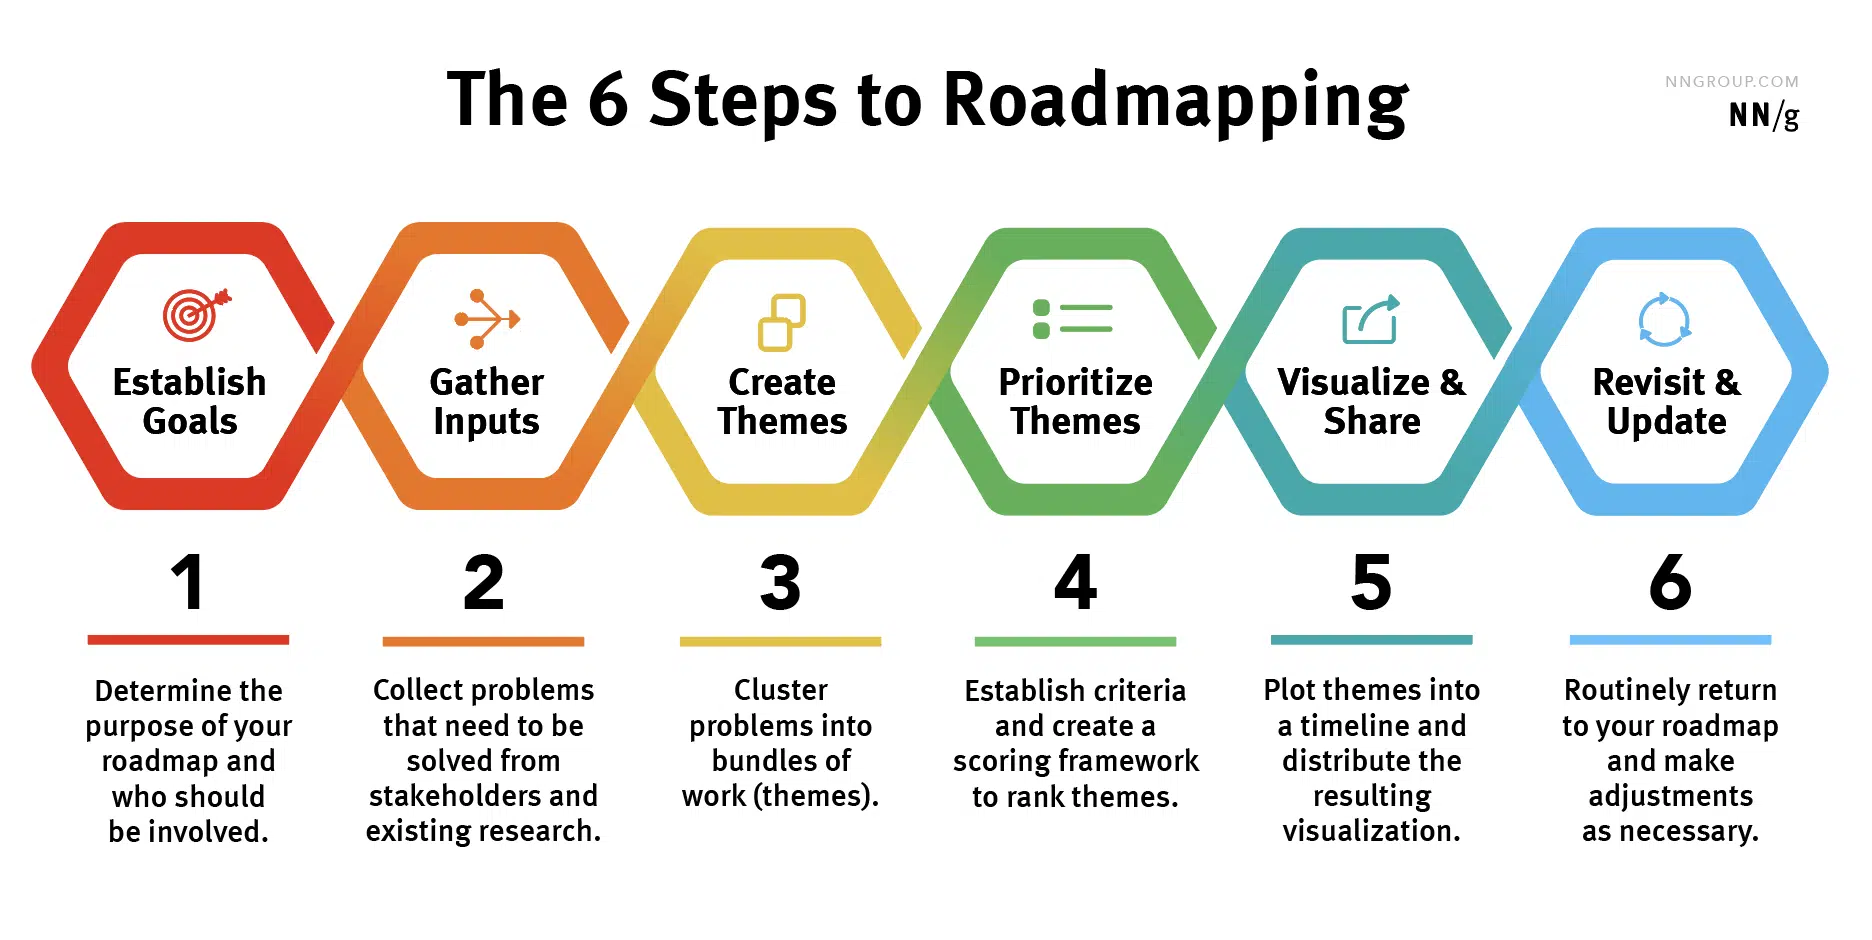 The 6 Steps to Roadmapping
NNGROUP.COM
NN/g
Establish
Goals
Gather
Inputs
Create
Themes
Prioritize
Themes
Visualize &
Share
Revisit &
Update
1
Determine the
purpose of your
roadmap and
who should
be involved.
2
Collect problems
that need to be
solved from
stakeholders and
existing research.
3
Cluster
problems into
bundles of
work (themes).
4
Establish criteria
and create a
scoring framework
to rank themes.
5
Plot themes into
a timeline and
distribute the
resulting
visualization.
6
Routinely return
to your roadmap
and make
adjustments
as necessary.